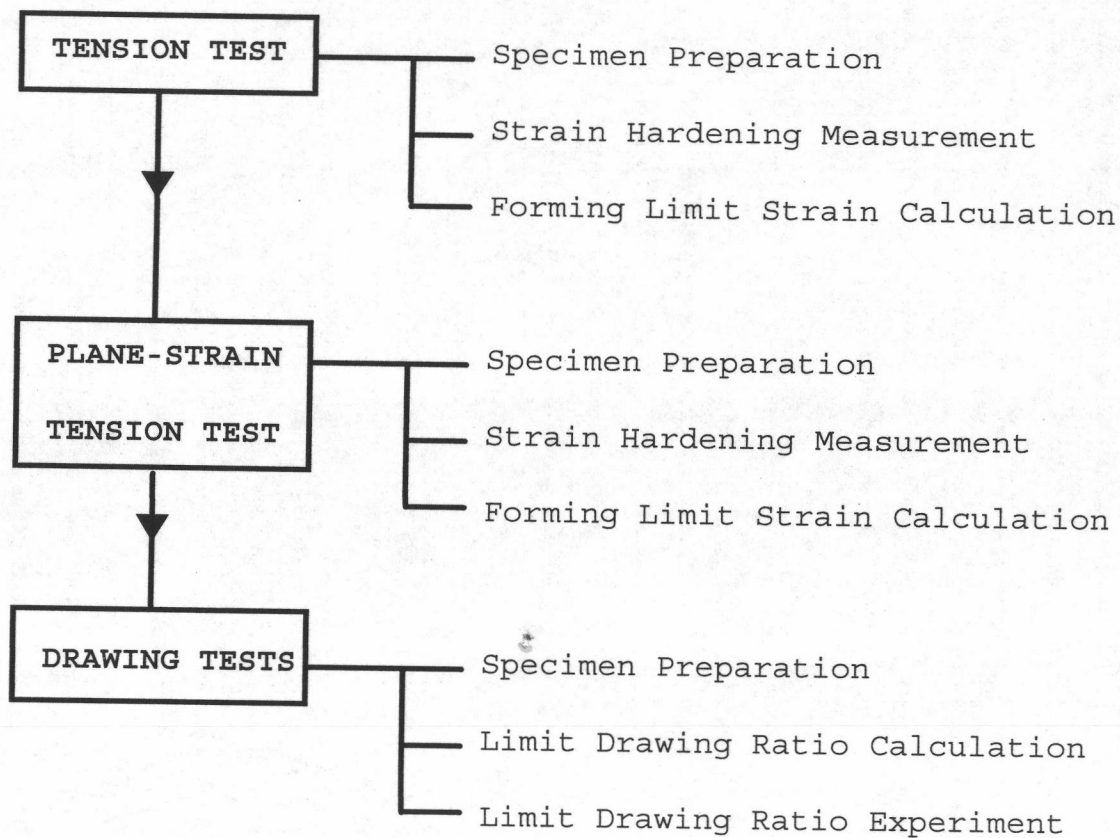 TENSION TEST
Specimen Preparation
Strain Hardening Measurement
Forming Limit Strain Calculation
PLANE-STRAIN
TENSION TEST
Specimen Preparation
Strain Hardening Measurement
Forming Limit Strain Calculation
DRAWING TESTS
Specimen Preparation
Limit Drawing Ratio Calculation
Limit Drawing Ratio Experiment